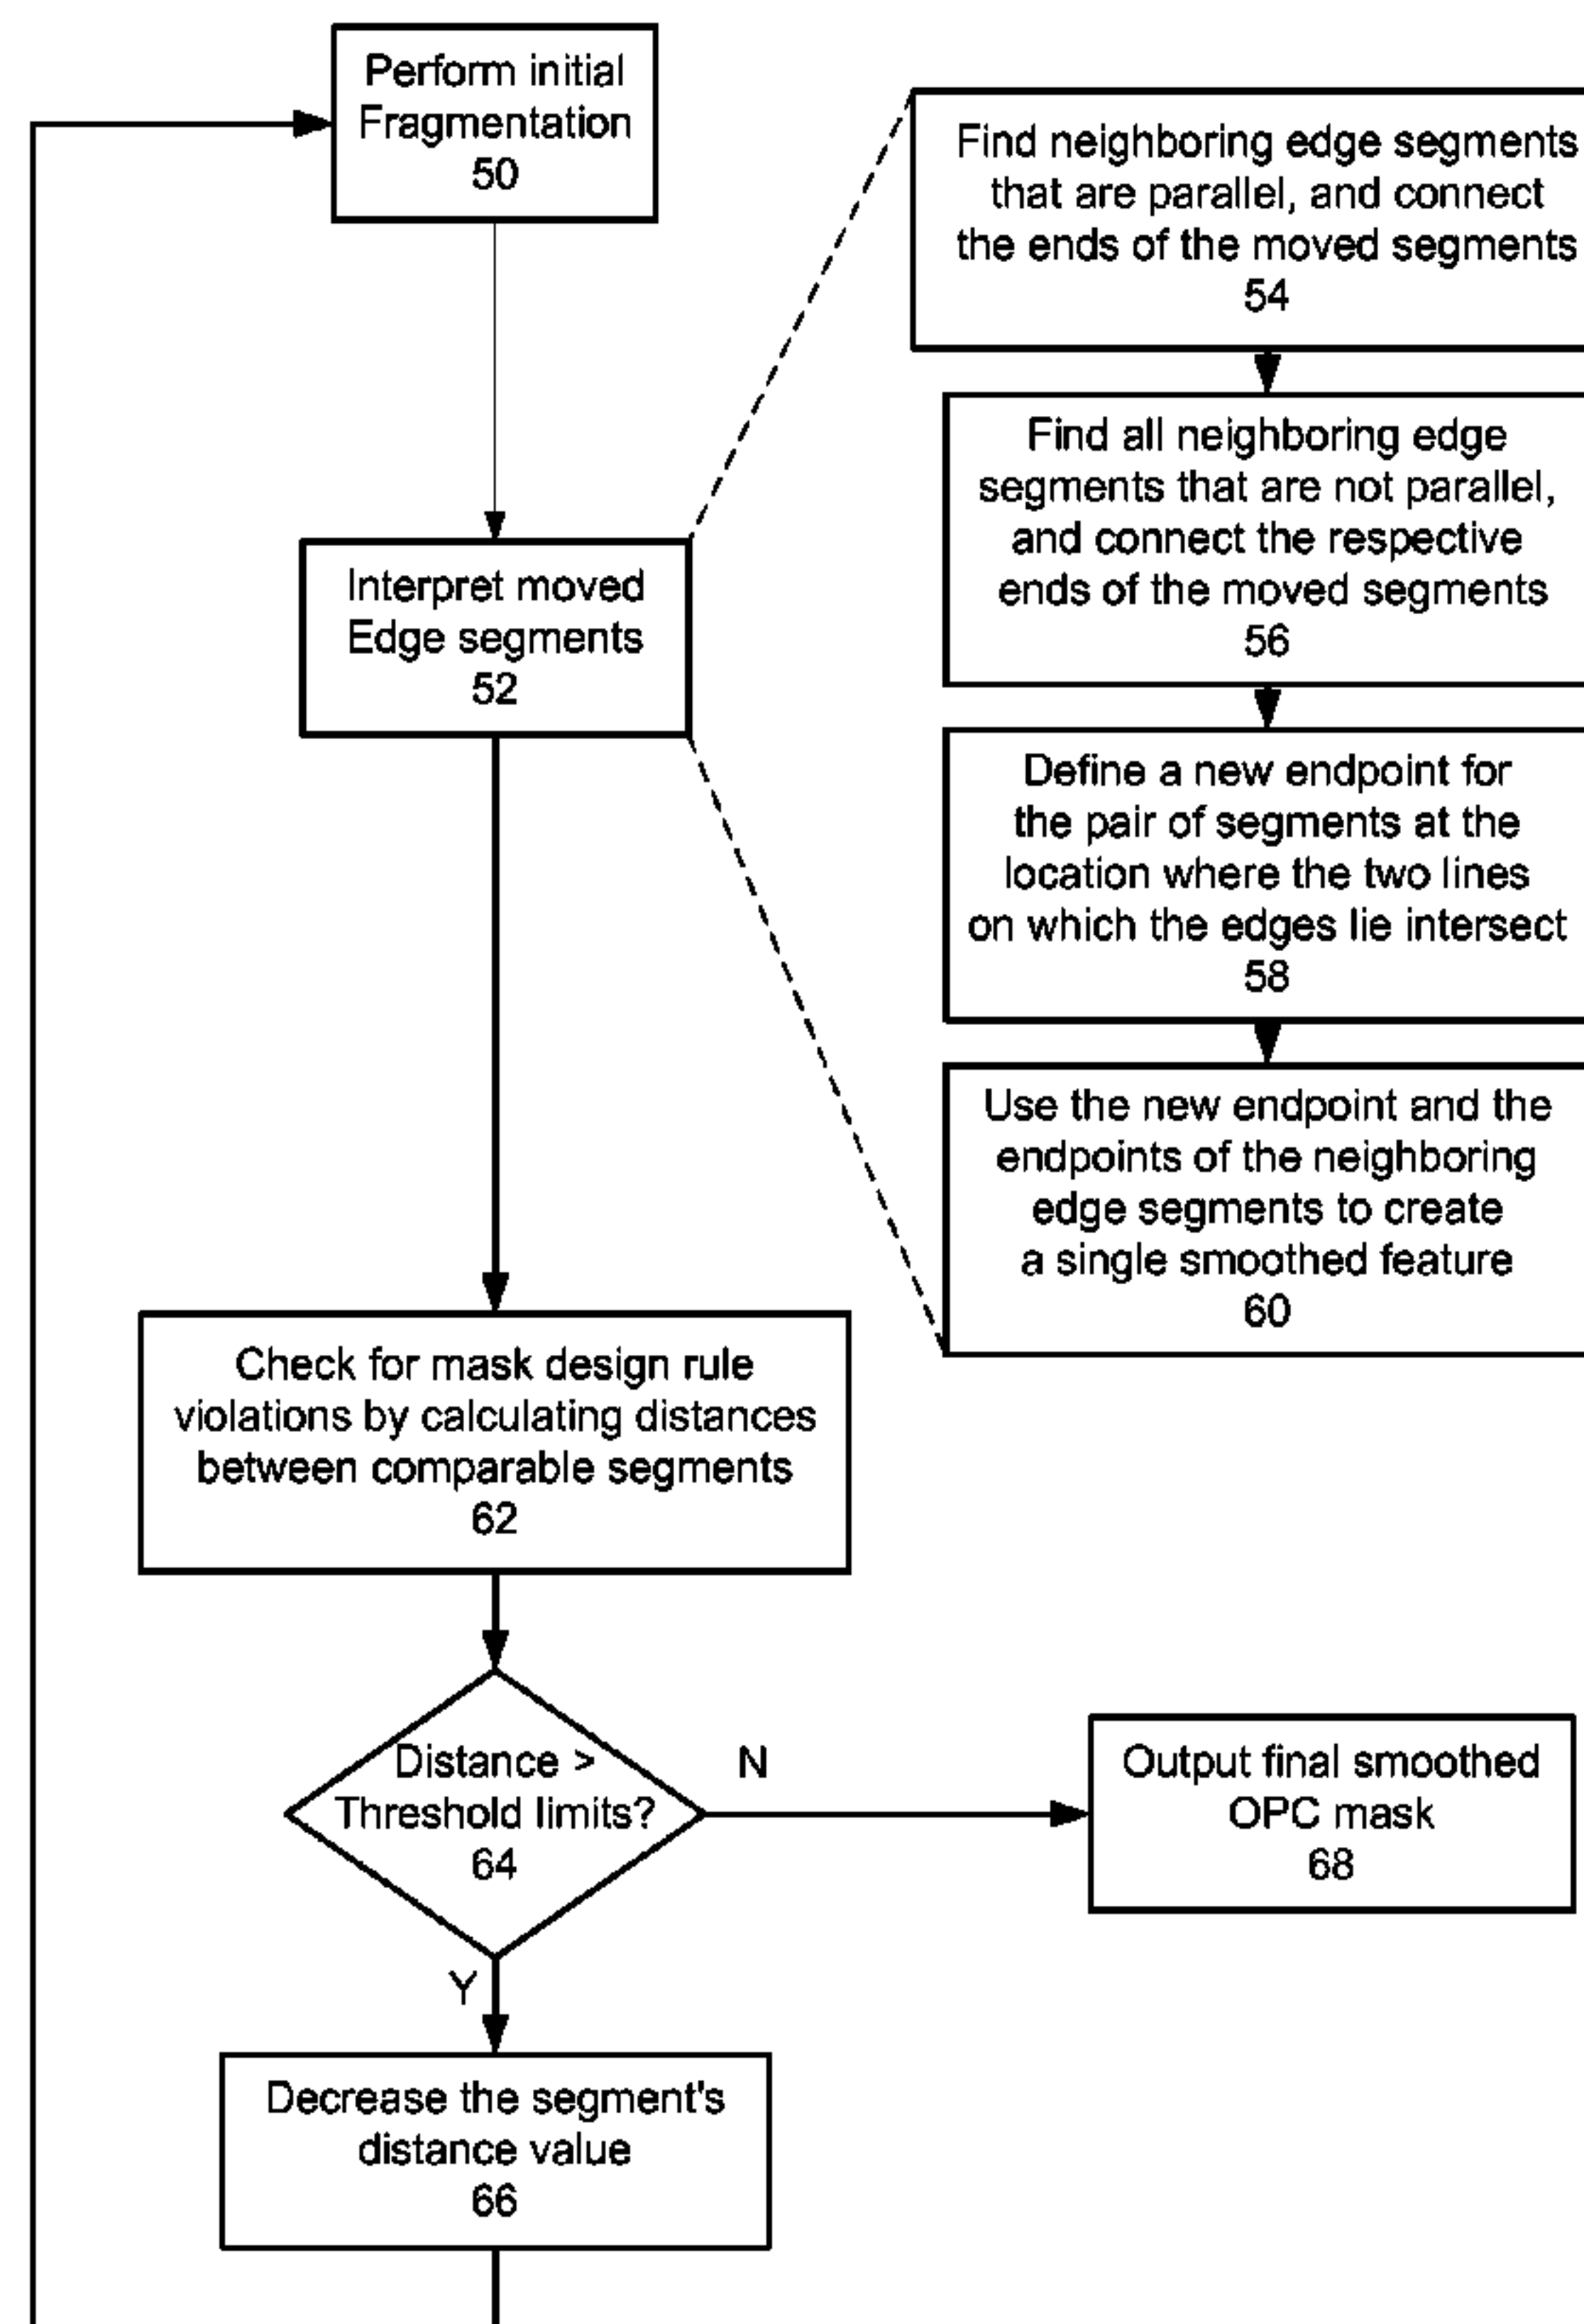 Perform initial
Fragmentation
50
Interpret moved
Edge segments
52
Find neighboring edge segments
that are parallel, and connect
the ends of the moved segments
54
Find all neighboring edge
segments that are not parallel,
and connect the respective
ends of the moved segments
56
Define a new endpoint for
the pair of segments at the
location where the two lines
on which the edges lie intersect
58
Use the new endpoint and the
endpoints of the neighboring
edge segments to create
a single smoothed feature
60
Check for mask design rule
violations by calculating distances
between comparable segments
62
Distance >
Threshold limits?
64
N
Output final smoothed
OPC mask
68
Y
Decrease the segment's
distance value
66